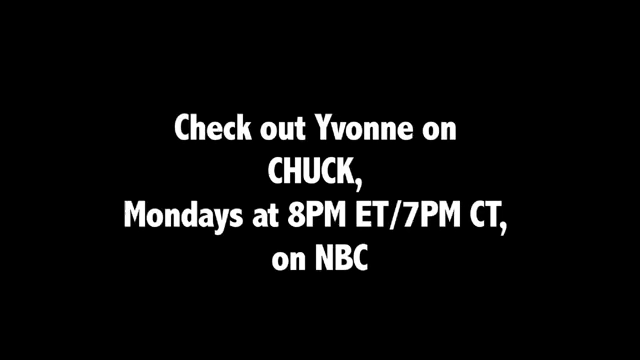 Check out Yvonne on
CHUCK,
Mondays at 8PM ET/7PM CT,
on NBC